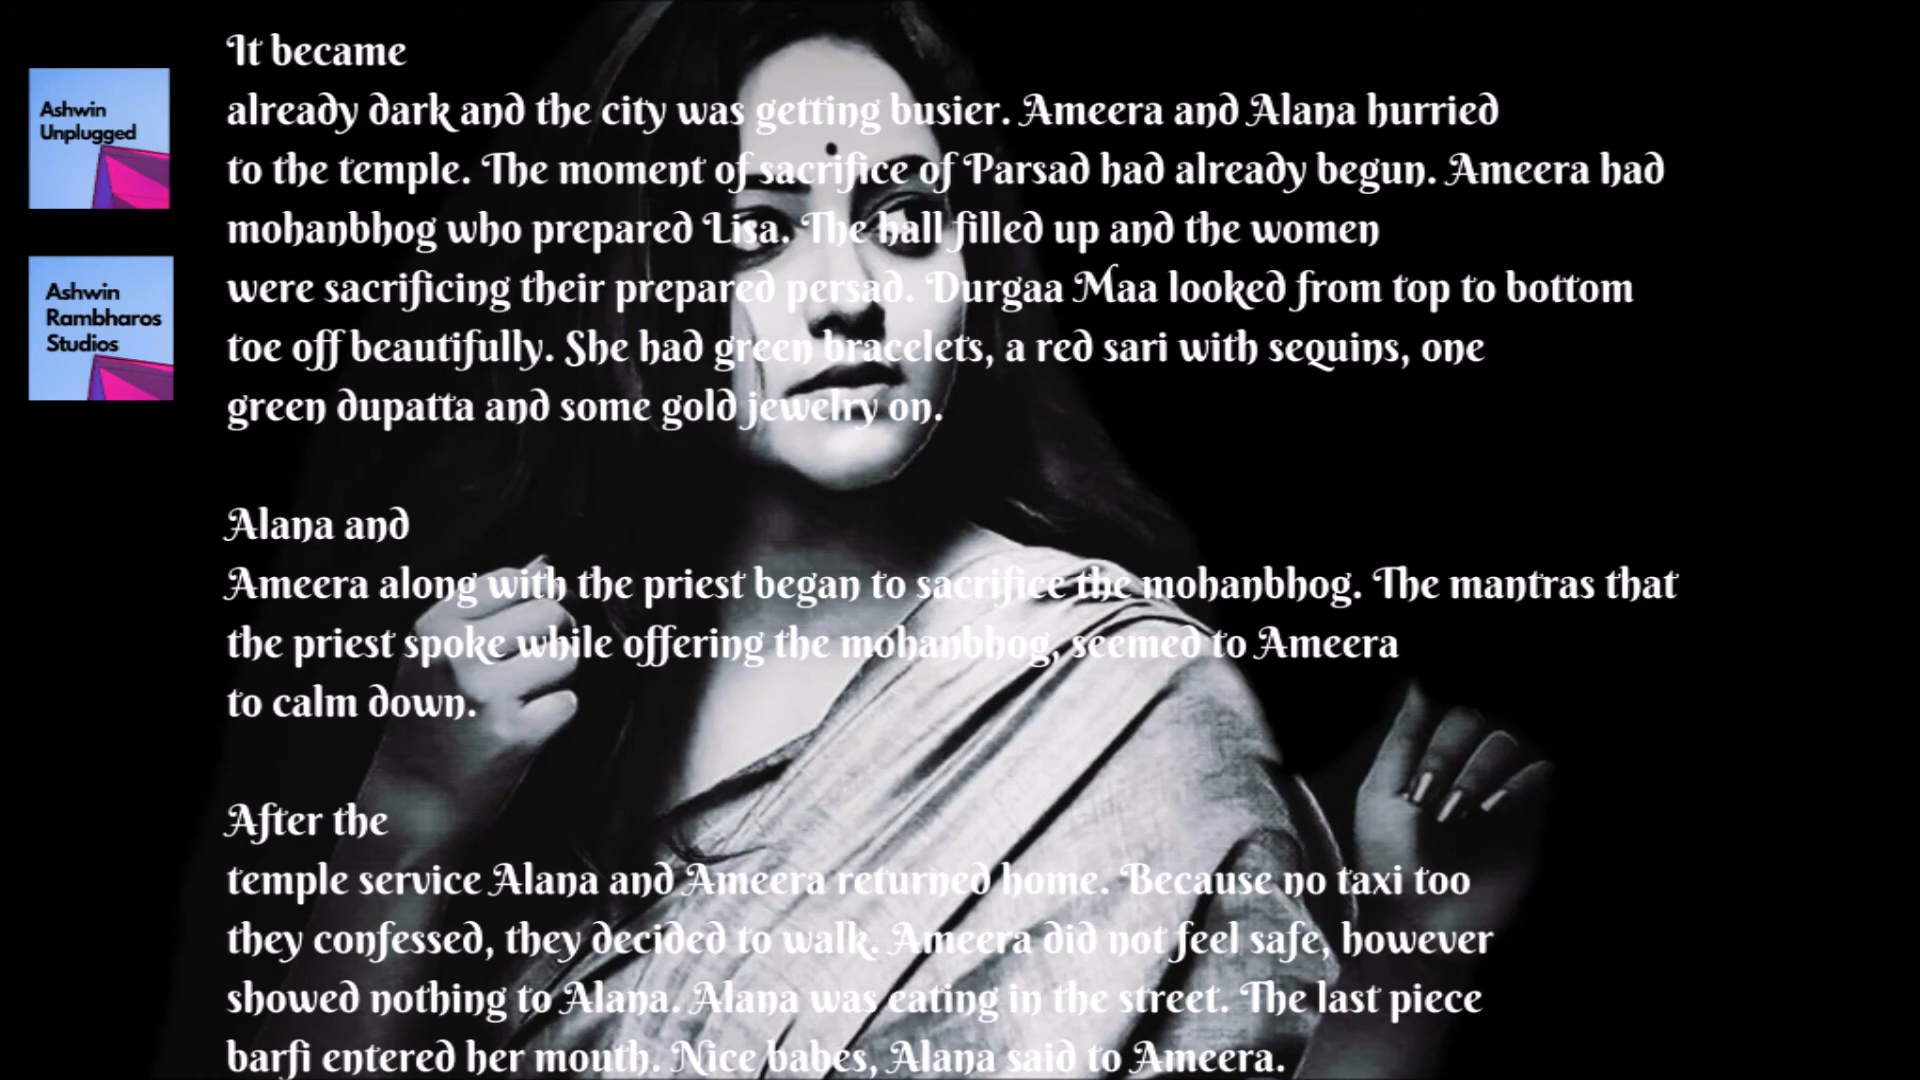 Ashwin
Unplugged
Ashwin
Rambharos
Studios
It became
already dark and the city was getting busier. Ameera and Alana hurried
to the temple. The moment of sacrifice of Parsad had already begun. Ameera had
mohanbhog who prepared Lisa. The hall filled up and the women
were sacrificing their prepared persad. Durgaa Maa looked from top to bottom
toe off beautifully. She had green bracelets, a red sari with sequins, one
green dupatta and some gold jewelry on.
Alana and
Ameera along with the priest began to sacrifice the mohanbhog. The mantras that
the priest spoke while offering the mohanbhog, seemed to Ameera
to calm down.
After the
temple service Alana and Ameera returned home. Because no taxi too
they confessed, they decided to walk. Ameera did not feel safe, however
showed nothing to Alana. Alana was eating in the street. The last piece
barfi entered her mouth. Nice babes, Alana said to Ameera.